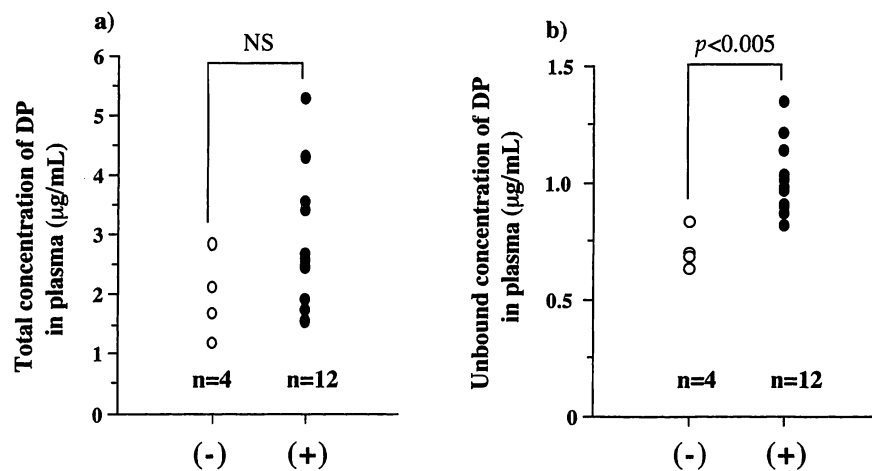 a)
NS
Total concentration of DP
in plasma (μg/mL)
6
5
4
3
2
1
0
n=4
n=12
(-)
(+)
b)
p<0.005
Unbound concentration of DP
in plasma (μg/mL)
1.5
1.0
0.5
0
n=4
n=12
(-)
(+)